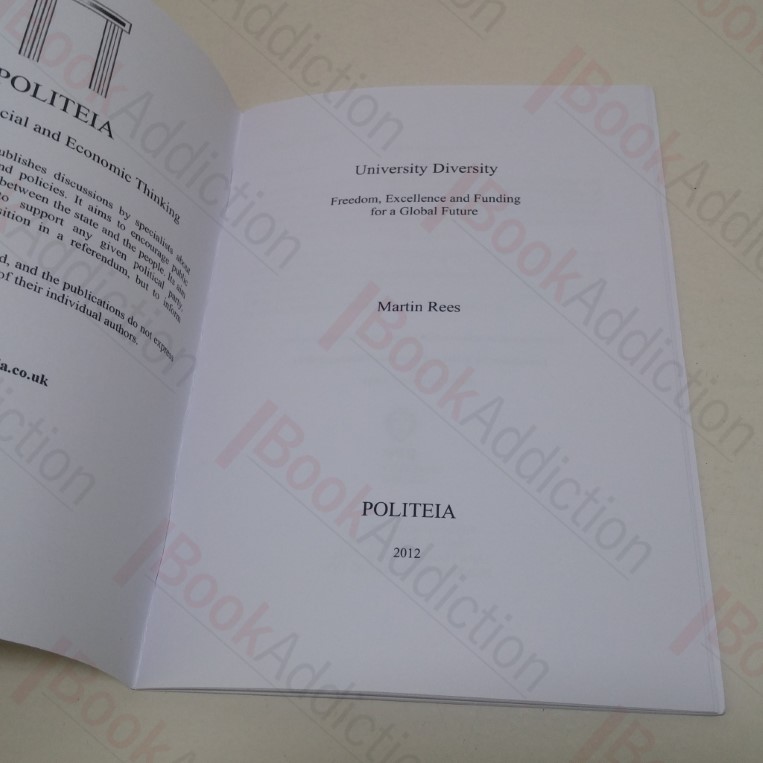 POLITEIA
cial and Economic Thinking
ublishes discussions by specialists about
nd policies. It aims to encourage public
between the state and the people. Its aim
to support any given political party,
sition in a referendum, but to inform
d, and the publications do not express
of their individual authors.
a.co.uk
University Diversity
Freedom, Excellence and Funding
for a Global Future
Martin Rees
POLITEIA
2012
BookAddiction